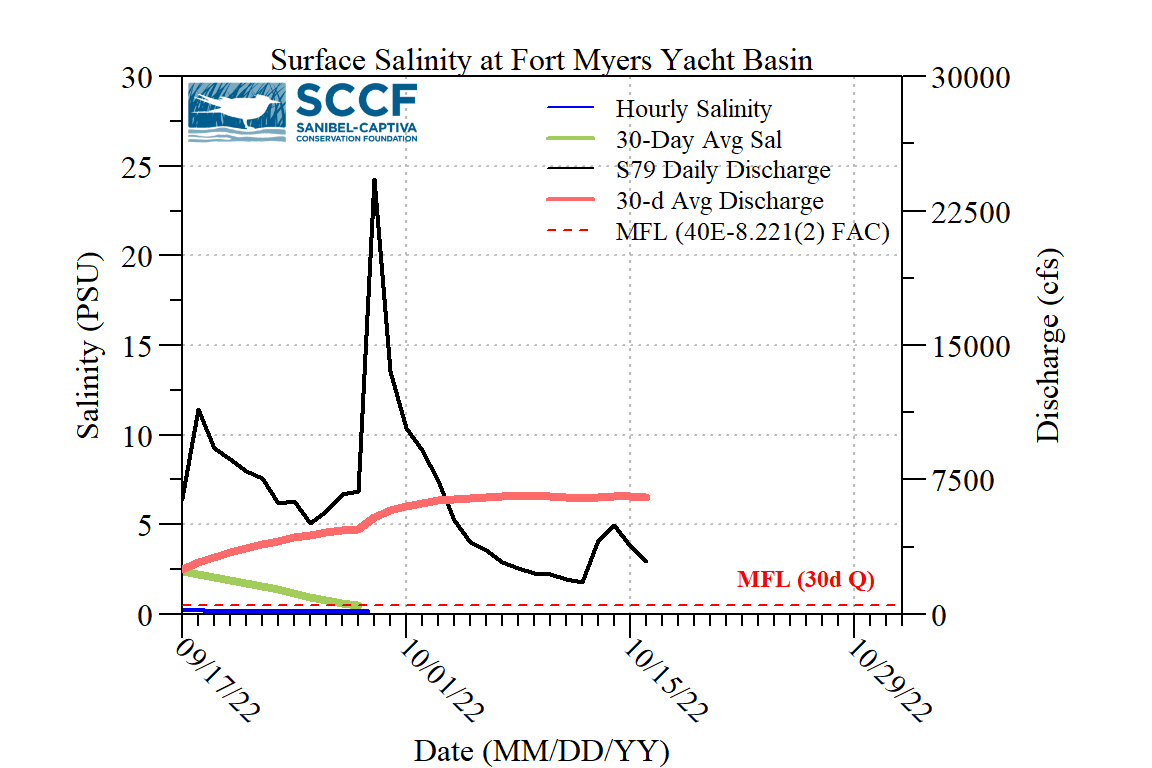 Surface Salinity at Fort Myers Yacht Basin
SCCF
SANIBEL-CAPTIVA
CONSERVATION FOUNDATION
Hourly Salinity
30-Day Avg Sal
S79 Daily Discharge
30-d Avg Discharge
MFL (40E-8.221(2) FAC)
30
25
20
15
10
5
0
Salinity (PSU)
30000
22500
15000
7500
0
Discharge (cfs)
MFL (30d Q)
09/17/22
10/01/22
10/15/22
10/29/22
Date (MM/DD/YY)